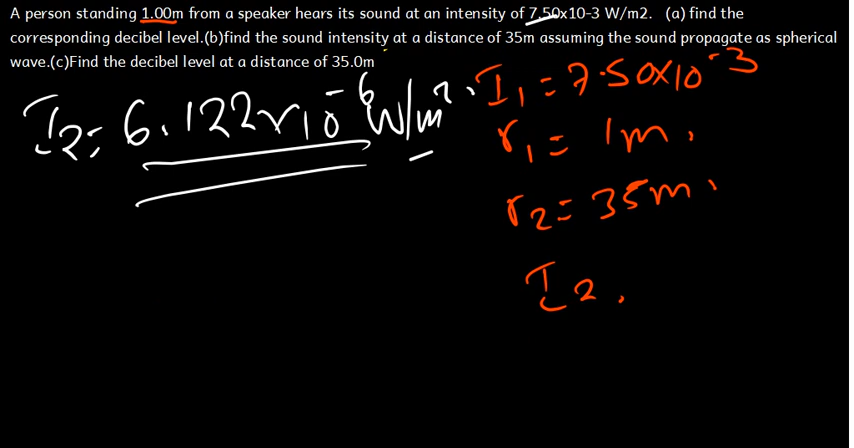 A person standing 1.00m from a speaker hears its sound at an intensity of 7.50x10-3 W/m2. (a) find the
corresponding decibel level.(b)find the sound intensity at a distance of 35m assuming the sound propagate as spherical
wave.(c)Find the decibel level at a distance of 35.0m
I₂ = 6.122x10⁻⁶ W/m².
I₁ = 7.50x10⁻³
r₁ = 1m.
r₂ = 35m.
I₂.